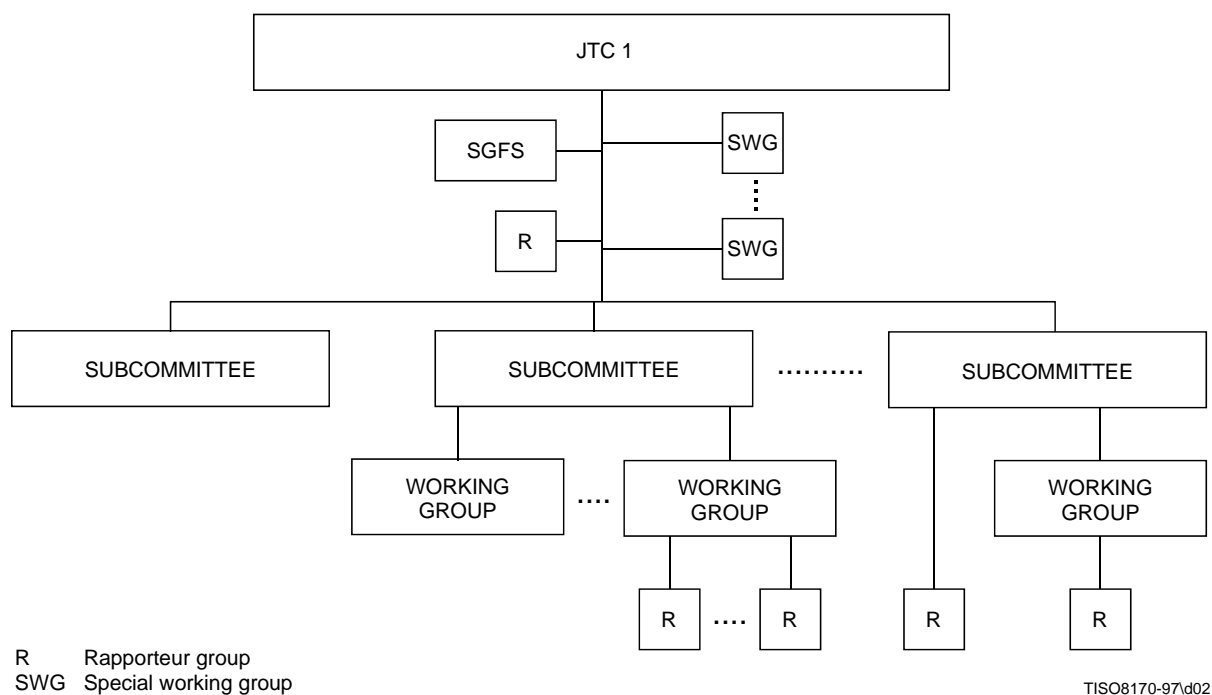 JTC 1
SGFS
SWG
R
SWG
SUBCOMMITTEE
SUBCOMMITTEE
..........
SUBCOMMITTEE
WORKING
GROUP
....
WORKING
GROUP
WORKING
GROUP
R
....
R
R
R
R Rapporteur group
SWG Special working group
TISO8170-97\d02